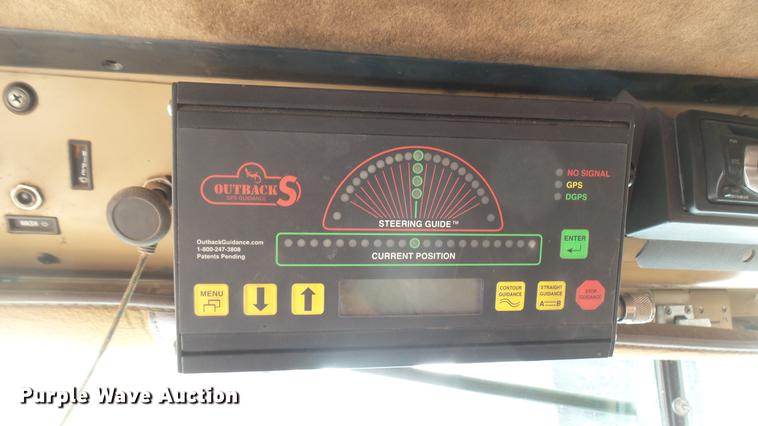 OUTBACK S
GPS GUIDANCE
OutbackGuidance.com
1-800-247-3808
Patents Pending
STEERING GUIDE™
CURRENT POSITION
NO SIGNAL
GPS
DGPS
ENTER
MENU
CONTOUR
GUIDANCE
STRAIGHT
GUIDANCE
A B
STOP
GUIDANCE
WASH
Purple Wave Auction